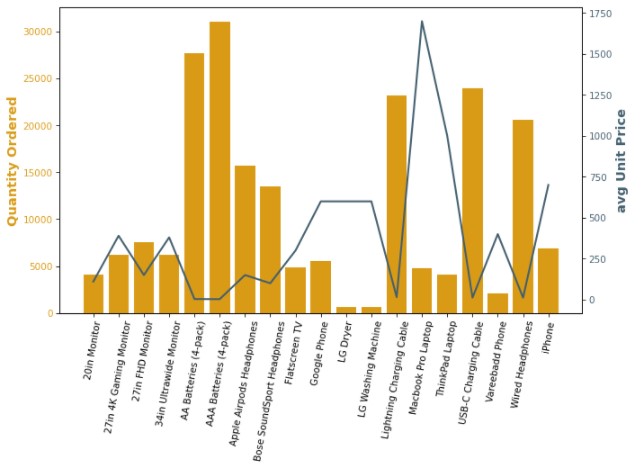 Quantity Ordered
30000
25000
20000
15000
10000
5000
0
1750
1500
1250
1000
750
500
250
0
avg Unit Price
20in Monitor
27in 4K Gaming Monitor
27in FHD Monitor
34in Ultrawide Monitor
AA Batteries (4-pack)
AAA Batteries (4-pack)
Apple Airpods Headphones
Bose SoundSport Headphones
Flatscreen TV
Google Phone
LG Dryer
LG Washing Machine
Lightning Charging Cable
Macbook Pro Laptop
ThinkPad Laptop
USB-C Charging Cable
Vareebadd Phone
Wired Headphones
iPhone